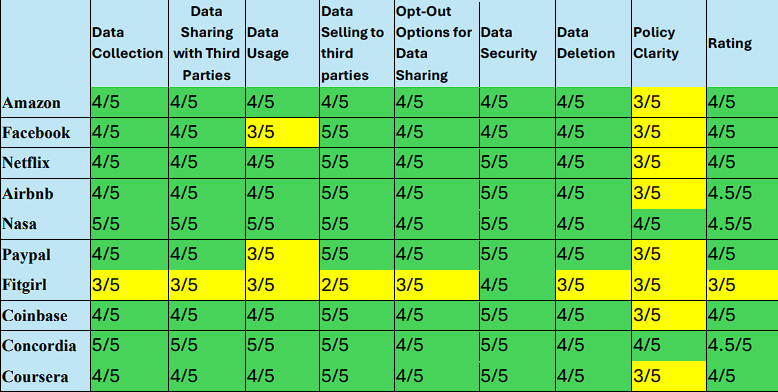 Data Collection Data Sharing with Third Parties Data Usage Data Selling to third parties Opt-Out Options for Data Sharing Data Security Data Deletion Policy Clarity Rating
Amazon 4/5 4/5 4/5 5/5 4/5 4/5 4/5 3/5 4/5
Facebook 4/5 4/5 3/5 5/5 4/5 4/5 4/5 3/5 4/5
Netflix 4/5 4/5 4/5 5/5 4/5 5/5 4/5 3/5 4/5
Airbnb 4/5 4/5 4/5 5/5 4/5 5/5 4/5 3/5 4.5/5
Nasa 5/5 5/5 5/5 5/5 4/5 5/5 4/5 4/5 4.5/5
Paypal 4/5 4/5 3/5 5/5 4/5 5/5 4/5 3/5 4/5
Fitgirl 3/5 3/5 3/5 2/5 3/5 4/5 3/5 3/5 3/5
Coinbase 4/5 4/5 4/5 5/5 4/5 5/5 4/5 3/5 4/5
Concordia 5/5 5/5 5/5 5/5 4/5 5/5 4/5 4/5 4.5/5
Coursera 4/5 4/5 4/5 5/5 4/5 5/5 4/5 3/5 4/5